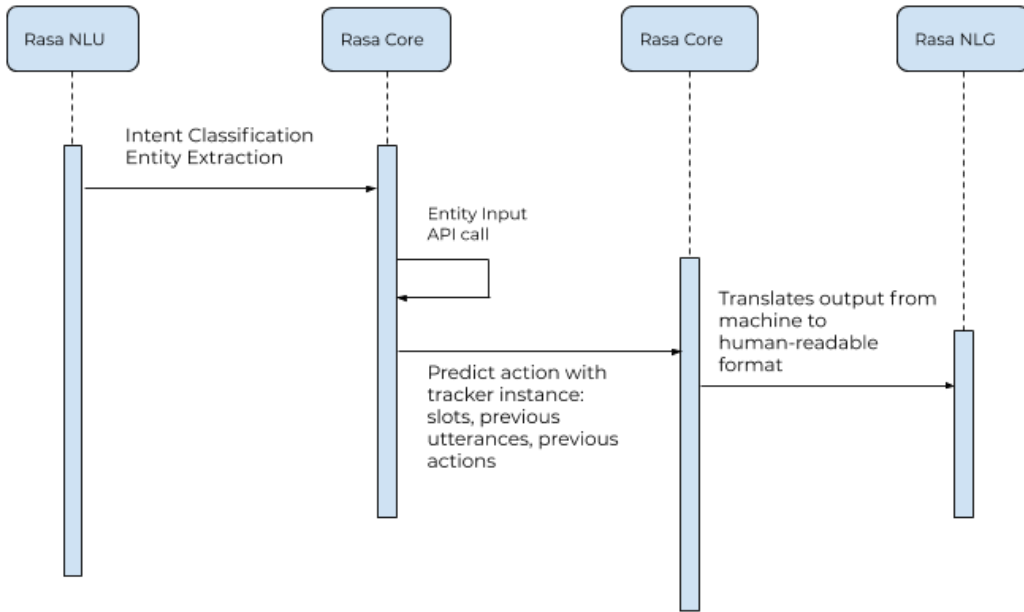 Rasa NLU
Rasa Core
Rasa Core
Rasa NLG
Intent Classification
Entity Extraction
Entity Input
API call
Translates output from
machine to
human-readable
format
Predict action with
tracker instance:
slots, previous
utterances, previous
actions